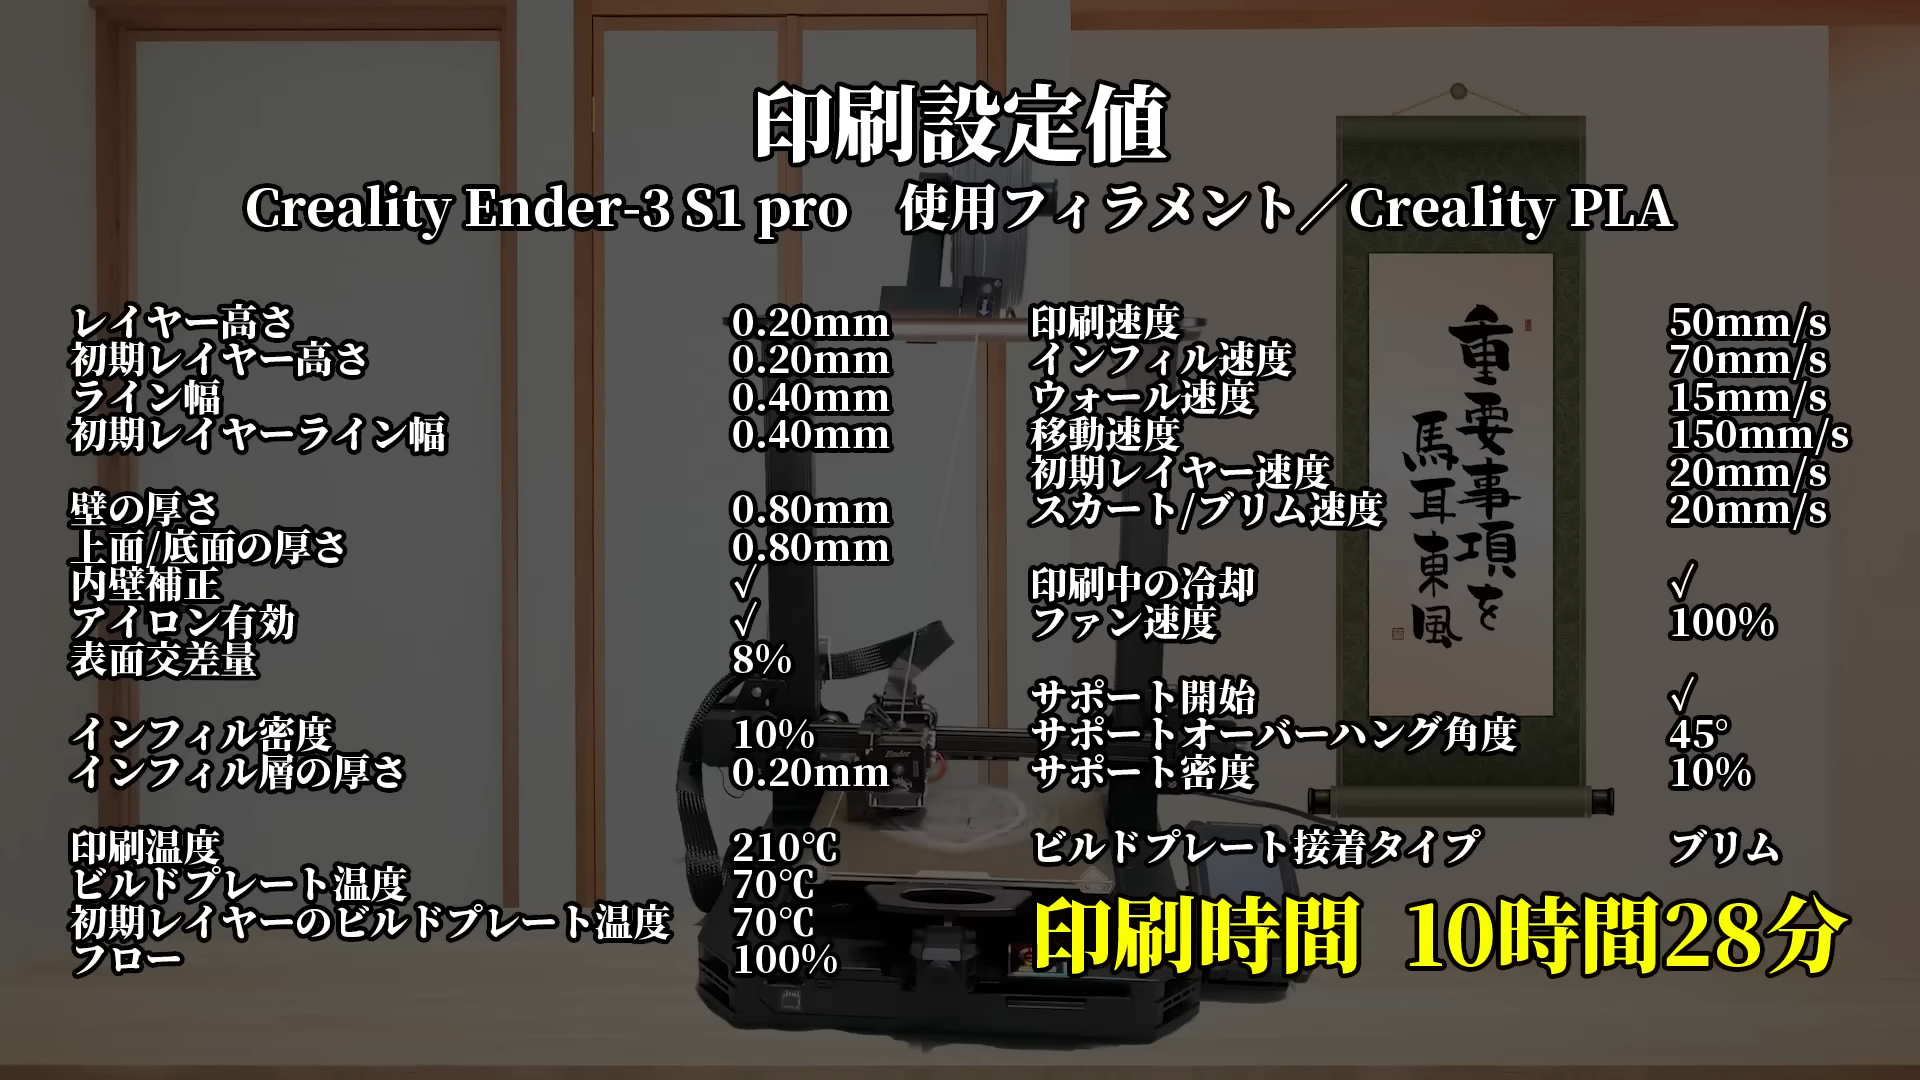 印刷設定値
Creality Ender-3 S1 pro　使用フィラメント／Creality PLA
レイヤー高さ 0.20mm
初期レイヤー高さ 0.20mm
ライン幅 0.40mm
初期レイヤーライン幅 0.40mm
壁の厚さ 0.80mm
上面/底面の厚さ 0.80mm
内壁補正 ✓
アイロン有効 ✓
表面交差量 8%
インフィル密度 10%
インフィル層の厚さ 0.20mm
印刷温度 210℃
ビルドプレート温度 70℃
初期レイヤーのビルドプレート温度 70℃
フロー 100%
印刷速度 50mm/s
インフィル速度 70mm/s
ウォール速度 15mm/s
移動速度 150mm/s
初期レイヤー速度 20mm/s
スカート/ブリム速度 20mm/s
印刷中の冷却 ✓
ファン速度 100%
サポート開始 ✓
サポートオーバーハング角度 45°
サポート密度 10%
ビルドプレート接着タイプ ブリム
印刷時間 10時間28分
重要事項を
馬耳東風
Ender